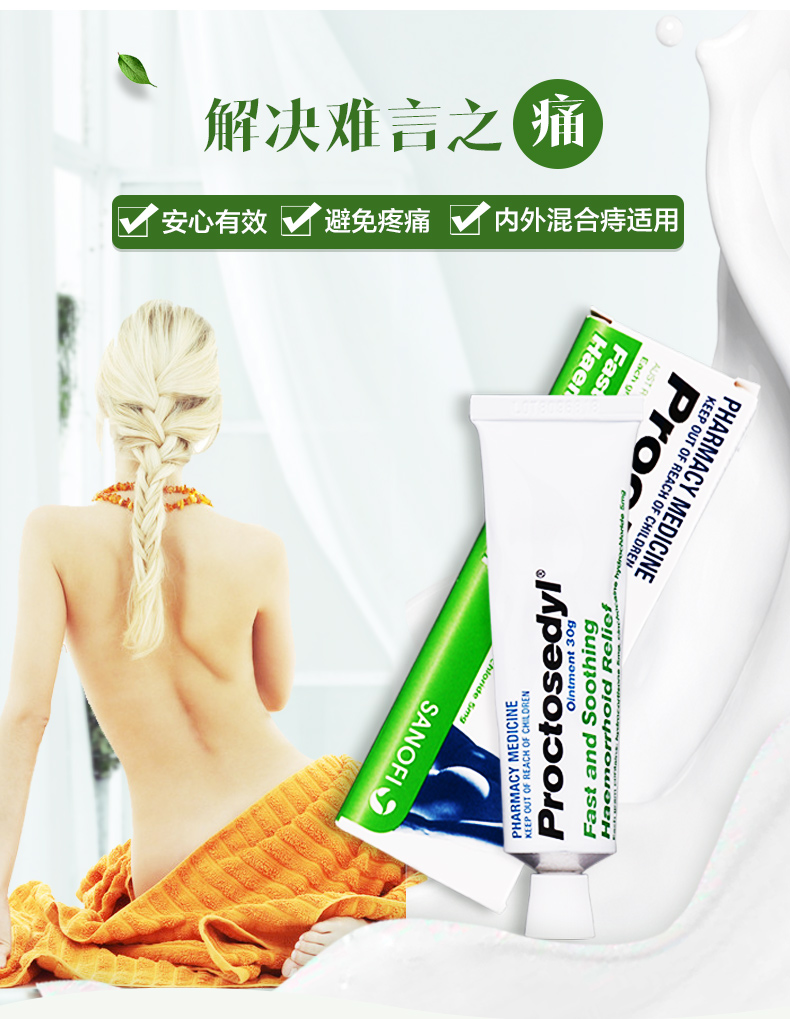 解决难言之痛
安心有效 避免疼痛 内外混合痔适用
PHARMACY MEDICINE
KEEP OUT OF REACH OF CHILDREN
SANOFI
chloride 5mg
PHARMACY MEDICINE
KEEP OUT OF REACH OF CHILDREN
Proctosedyl®
Ointment 30g
Fast and Soothing
Haemorrhoid Relief